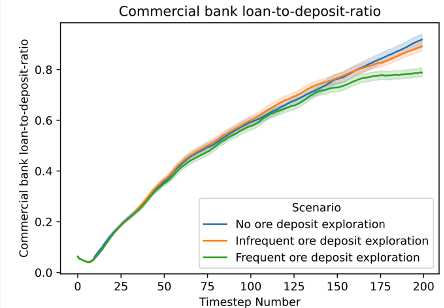 Commercial bank loan-to-deposit-ratio
Commercial bank loan-to-deposit-ratio
0.8
0.6
0.4
0.2
0.0
Scenario
No ore deposit exploration
Infrequent ore deposit exploration
Frequent ore deposit exploration
0 25 50 75 100 125 150 175 200
Timestep Number